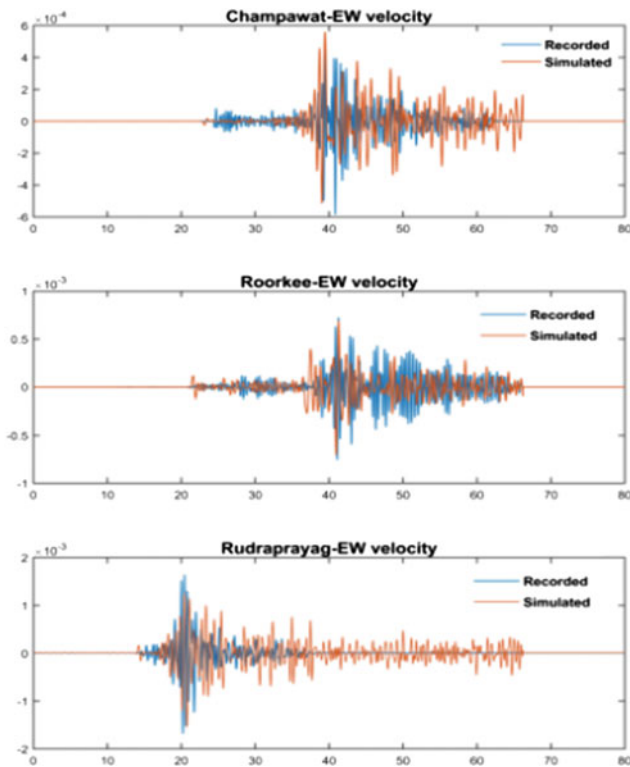 Champawat-EW velocity
× 10⁻⁴
6
4
2
0
-2
-4
-6
Recorded
Simulated
0 10 20 30 40 50 60 70 80
Roorkee-EW velocity
× 10⁻³
1
0.5
0
-0.5
-1
Recorded
Simulated
0 10 20 30 40 50 60 70 80
Rudraprayag-EW velocity
× 10⁻³
2
1
0
-1
-2
Recorded
Simulated
0 10 20 30 40 50 60 70 80